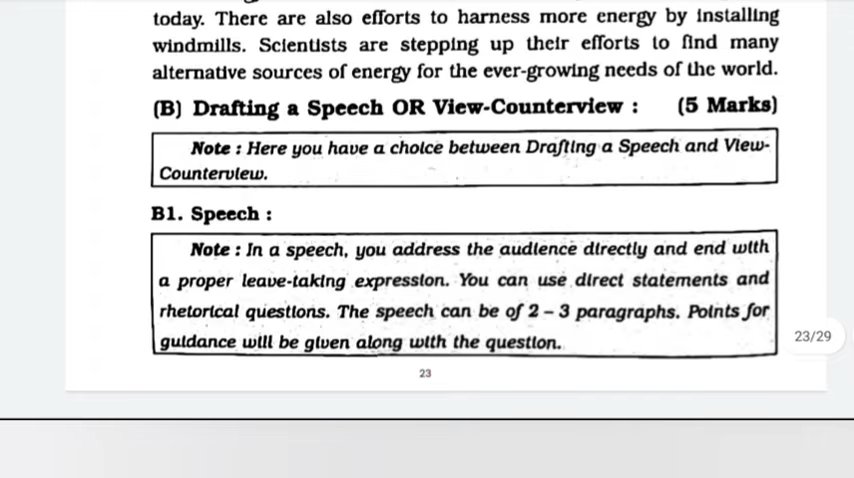 today. There are also efforts to harness more energy by installing
windmills. Scientists are stepping up their efforts to find many
alternative sources of energy for the ever-growing needs of the world.
(B) Drafting a Speech OR View-Counterview : (5 Marks)
Note : Here you have a choice between Drafting a Speech and View-
Counterview.
B1. Speech :
Note : In a speech, you address the audience directly and end with
a proper leave-taking expression. You can use direct statements and
rhetorical questions. The speech can be of 2 – 3 paragraphs. Points for
guidance will be given along with the question.
23/29
23